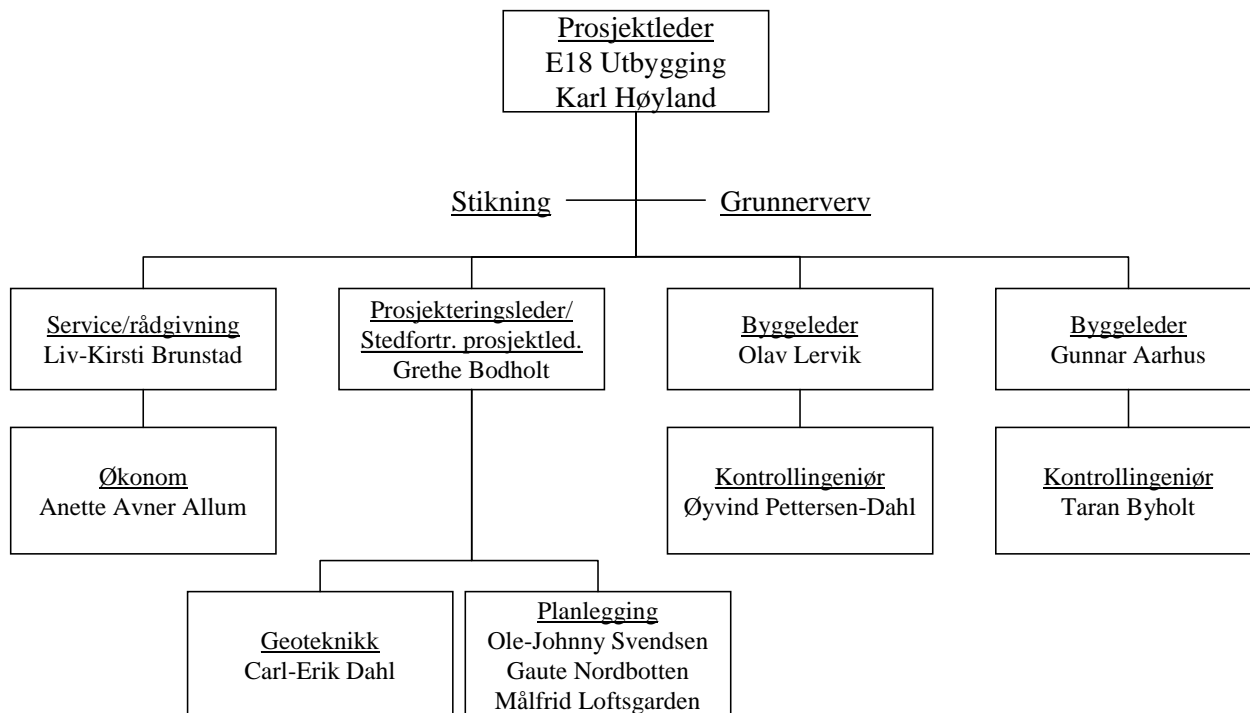 Prosjektleder
E18 Utbygging
Karl Høyland
Stikning
Grunnerverv
Service/rådgivning
Liv-Kirsti Brunstad
Prosjekteringsleder/
Stedfortr. prosjektled.
Grethe Bodholt
Byggeleder
Olav Lervik
Byggeleder
Gunnar Aarhus
Økonom
Anette Avner Allum
Kontrollingeniør
Øyvind Pettersen-Dahl
Kontrollingeniør
Taran Byholt
Geoteknikk
Carl-Erik Dahl
Planlegging
Ole-Johnny Svendsen
Gaute Nordbotten
Målfrid Loftsgarden